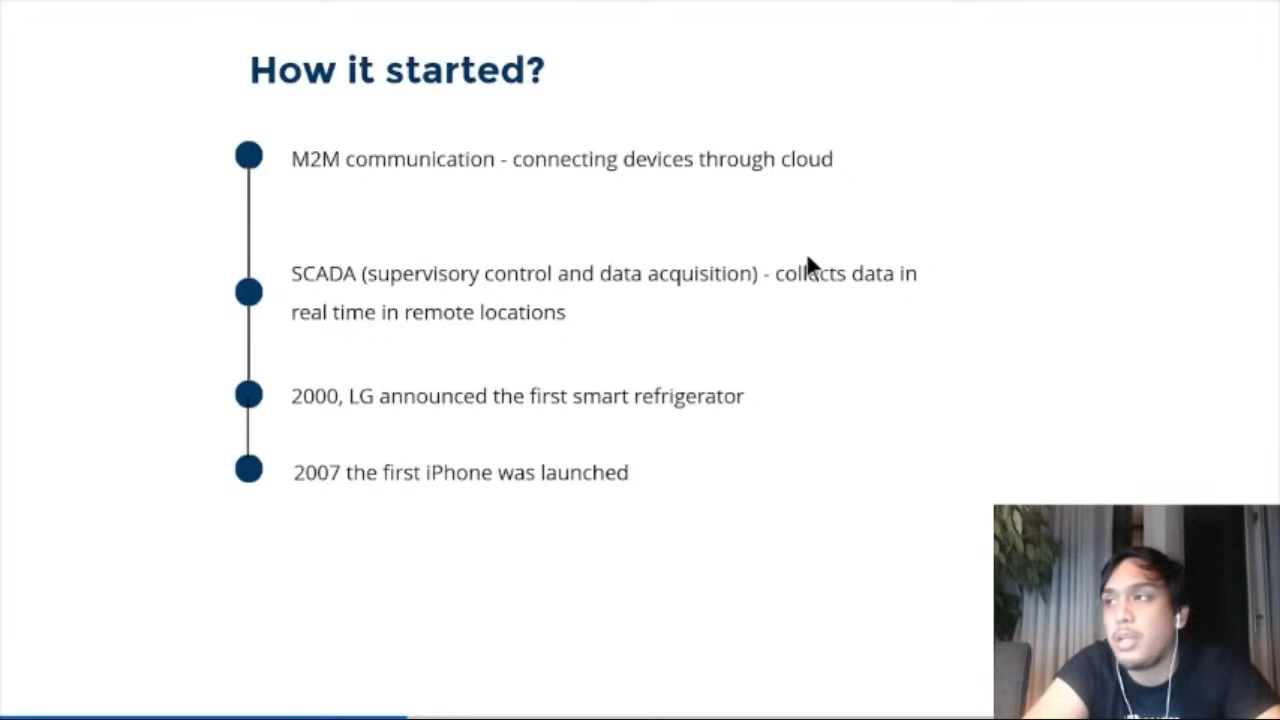 How it started?
M2M communication - connecting devices through cloud
SCADA (supervisory control and data acquisition) - collects data in
real time in remote locations
2000, LG announced the first smart refrigerator
2007 the first iPhone was launched